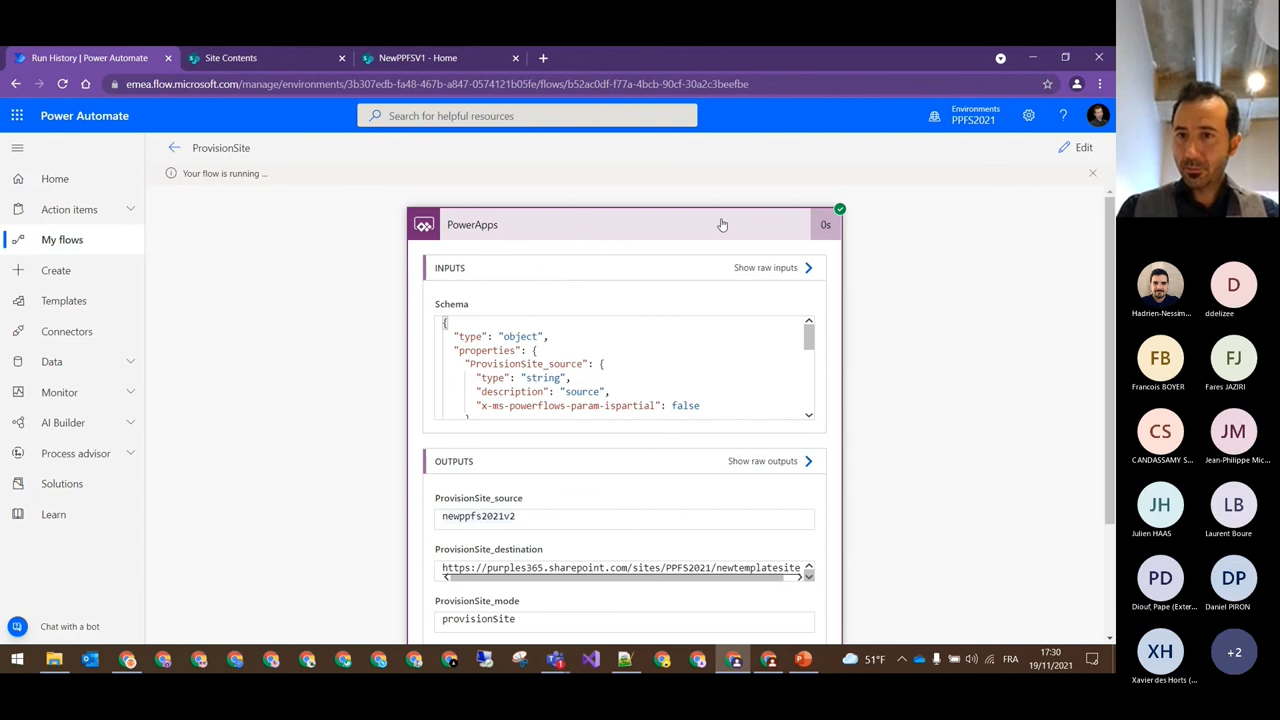 Run History | Power Automate
Site Contents
NewPPFSV1 - Home
emea.flow.microsoft.com/manage/environments/3b307edb-fa48-467b-a847-0574121b05fe/flows/b52ac0df-f77a-4bcb-90cf-30a2c3beefbe
Power Automate
Search for helpful resources
Environments
PPFS2021
ProvisionSite
Edit
Your flow is running ...
Home
Action items
My flows
Create
Templates
Connectors
Data
Monitor
AI Builder
Process advisor
Solutions
Learn
Chat with a bot
PowerApps
0s
INPUTS
Show raw inputs
Schema
{
"type": "object",
"properties": {
"ProvisionSite_source": {
"type": "string",
"description": "source",
"x-ms-powerflows-param-ispartial": false
OUTPUTS
Show raw outputs
ProvisionSite_source
newppfs2021v2
ProvisionSite_destination
https://purples365.sharepoint.com/sites/PPFS2021/newtemplatesite
ProvisionSite_mode
provisionSite
Hadrien-Nessim...
D
ddelizee
FB
Francois BOYER
FJ
Fares JAZIRI
CS
CANDASSAMY S...
JM
Jean-Philippe Mic...
JH
Julien HAAS
LB
Laurent Boure
PD
Diouf, Pape (Exter...
DP
Daniel PIRON
XH
Xavier des Horts (...
+2
51°F
FRA
17:30
19/11/2021